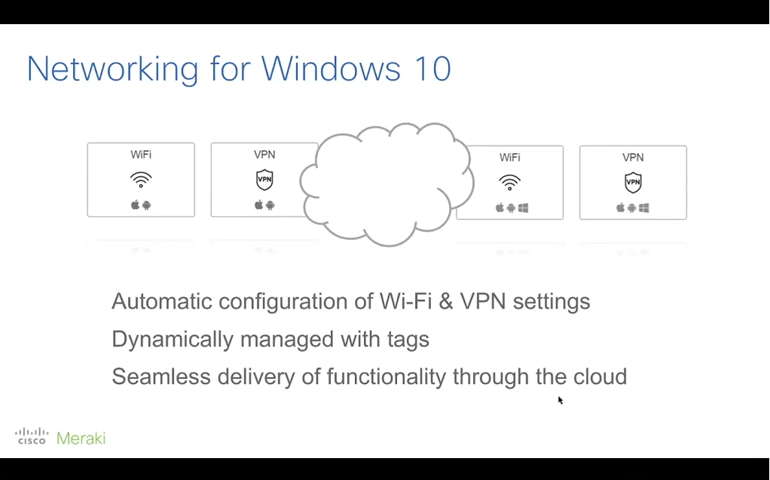 Networking for Windows 10
WiFi
VPN
WiFi
VPN
VPN
VPN
Automatic configuration of Wi-Fi & VPN settings
Dynamically managed with tags
Seamless delivery of functionality through the cloud
cisco Meraki